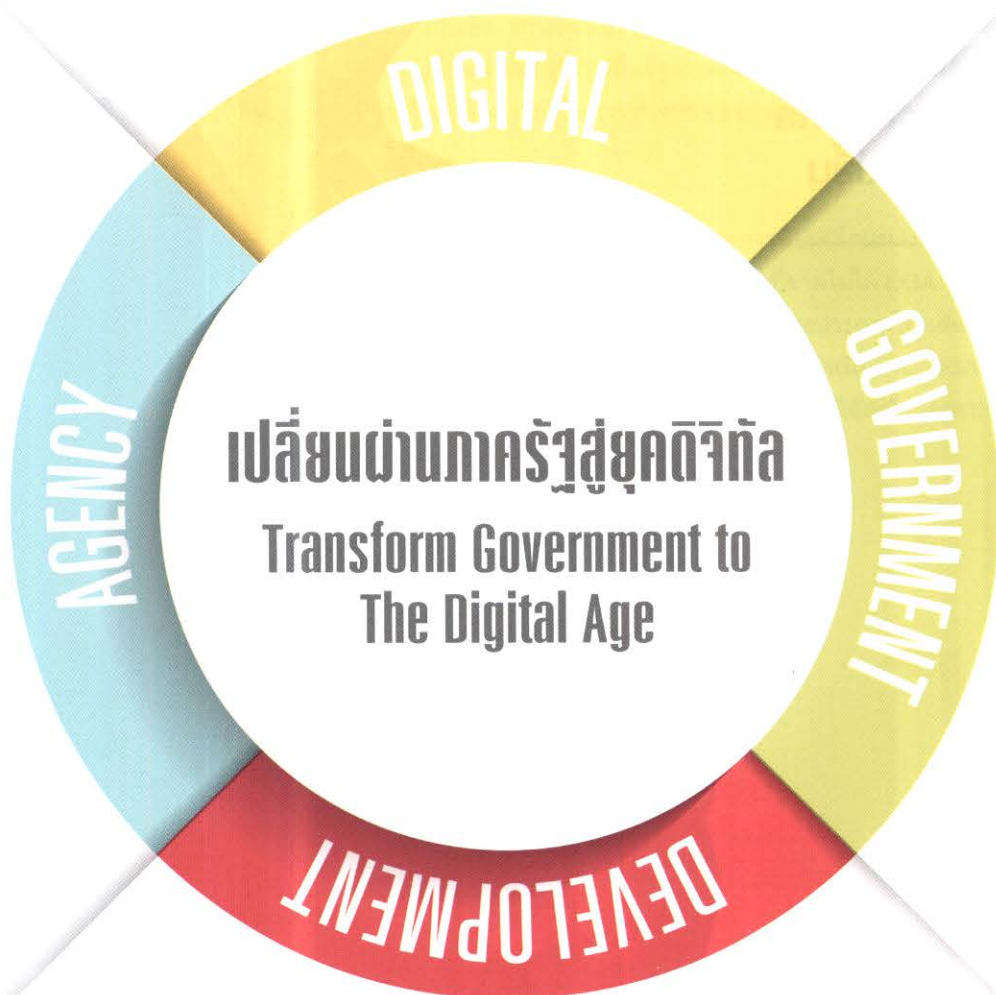 DIGITAL
GOVERNMENT
DEVELOPMENT
AGENCY
เปลี่ยนผ่านภาครัฐสู่ยุคดิจิทัล
Transform Government to
The Digital Age